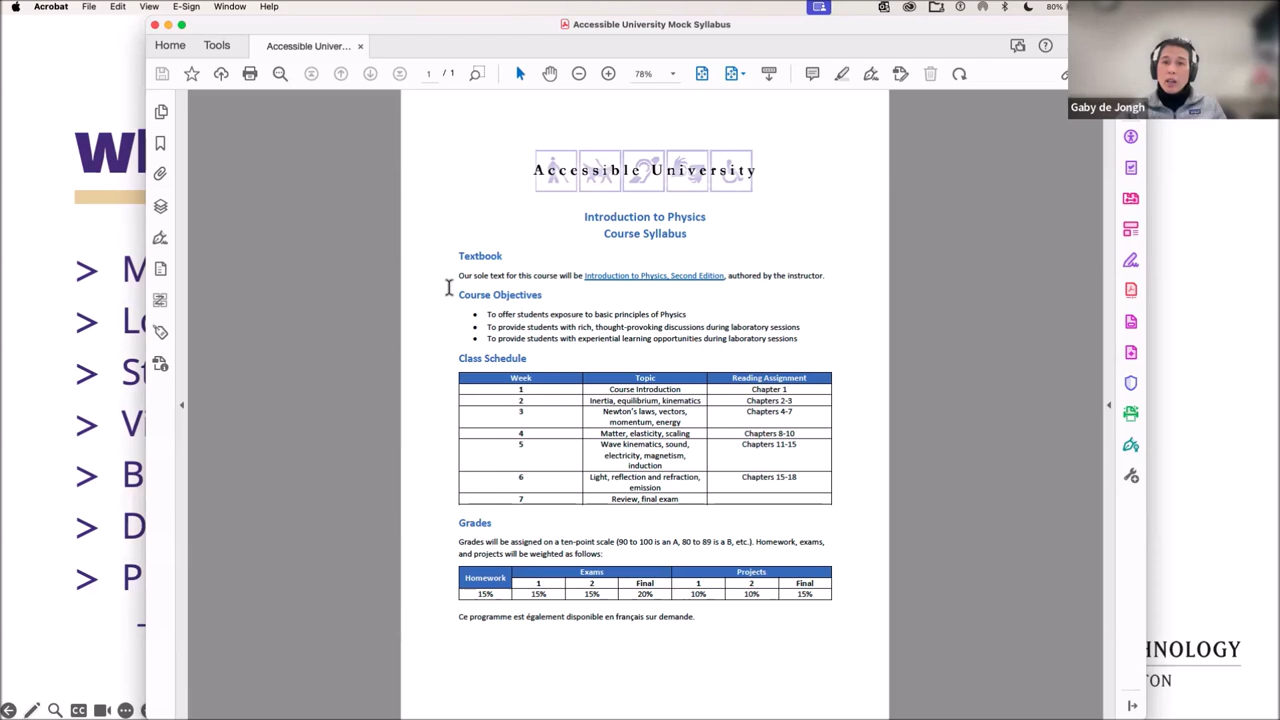 Acrobat File Edit View E-Sign Window Help
80%
Accessible University Mock Syllabus
Home Tools Accessible Univer... ×
1 / 1 78%
Gaby de Jongh
W
> M
> L
> St
> Vi
> B
> D
> P
Accessible University
Introduction to Physics
Course Syllabus
Textbook
Our sole text for this course will be Introduction to Physics, Second Edition, authored by the instructor.
Course Objectives
• To offer students exposure to basic principles of Physics
• To provide students with rich, thought-provoking discussions during laboratory sessions
• To provide students with experiential learning opportunities during laboratory sessions
Class Schedule
Week Topic Reading Assignment
1 Course Introduction Chapter 1
2 Inertia, equilibrium, kinematics Chapters 2-3
3 Newton's laws, vectors, Chapters 4-7
momentum, energy
4 Matter, elasticity, scaling Chapters 8-10
5 Wave kinematics, sound, Chapters 11-15
electricity, magnetism,
induction
6 Light, reflection and refraction, Chapters 15-18
emission
7 Review, final exam
Grades
Grades will be assigned on a ten-point scale (90 to 100 is an A, 80 to 89 is a B, etc.). Homework, exams,
and projects will be weighted as follows:
Homework Exams Projects
1 2 Final 1 2 Final
15% 15% 15% 20% 10% 10% 15%
Ce programme est également disponible en français sur demande.
HNOLOGY
TON
CC